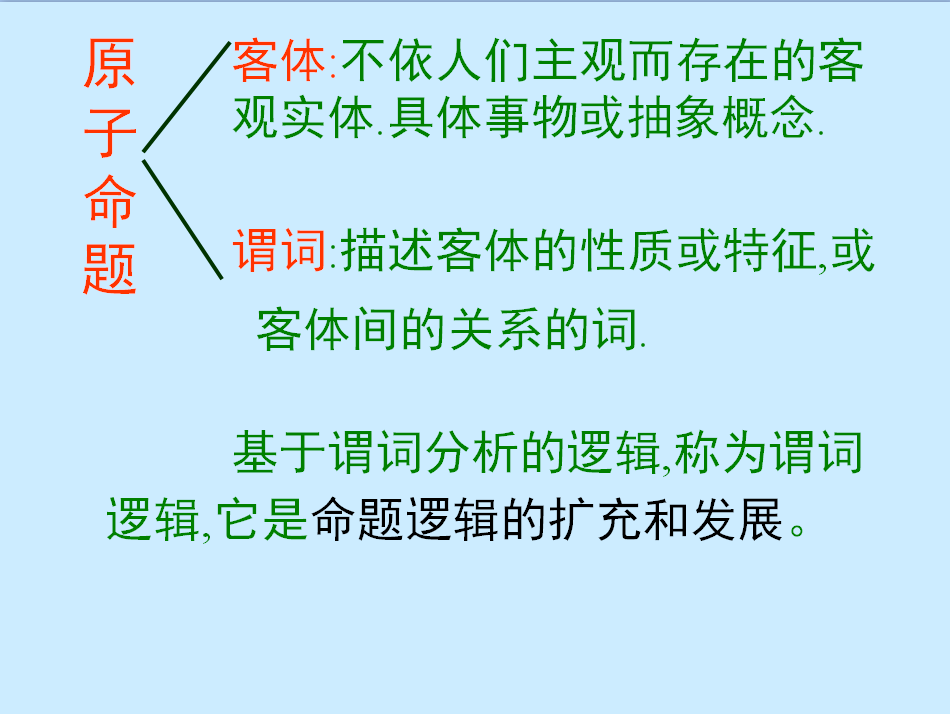 原
子
命
题
客体:不依人们主观而存在的客
观实体.具体事物或抽象概念.
谓词:描述客体的性质或特征,或
客体间的关系的词.
基于谓词分析的逻辑,称为谓词
逻辑,它是命题逻辑的扩充和发展。